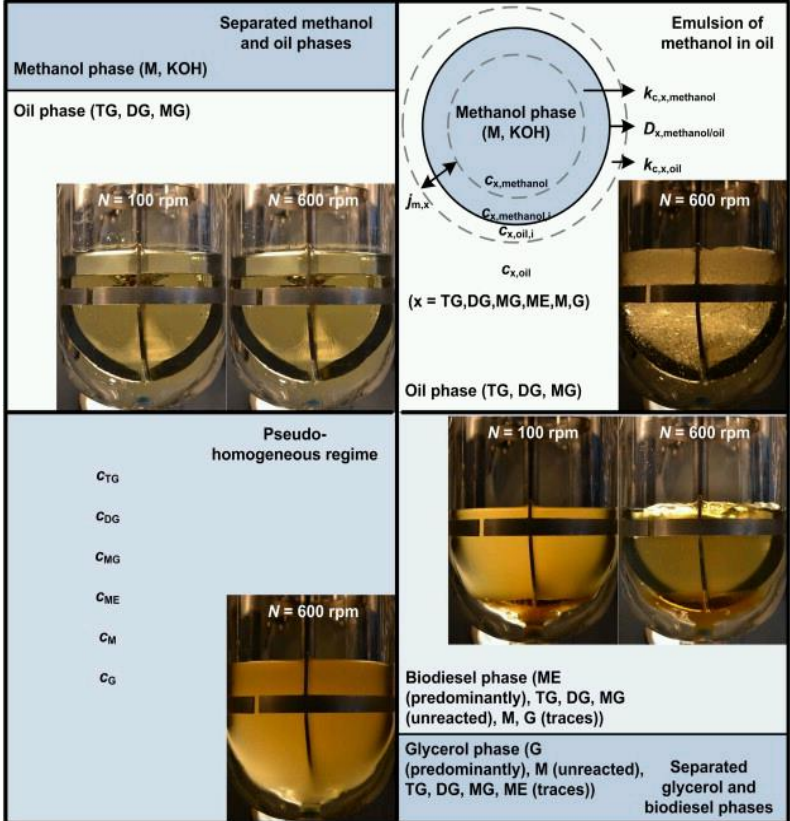 Separated methanol
and oil phases
Methanol phase (M, KOH)
Oil phase (TG, DG, MG)
N = 100 rpm
N = 600 rpm
Emulsion of
methanol in oil
Methanol phase
(M, KOH)
kc,x,methanol
Dx,methanol/oil
kc,x,oil
cx,methanol
jm,x
cx,methanol,i
cx,oil,i
cx,oil
(x = TG,DG,MG,ME,M,G)
N = 600 rpm
Oil phase (TG, DG, MG)
Pseudo-
homogeneous regime
cTG
cDG
cMG
cME
cM
cG
N = 600 rpm
N = 100 rpm
N = 600 rpm
Biodiesel phase (ME
(predominantly), TG, DG, MG
(unreacted), M, G (traces))
Glycerol phase (G
(predominantly), M (unreacted),
TG, DG, MG, ME (traces))
Separated
glycerol and
biodiesel phases